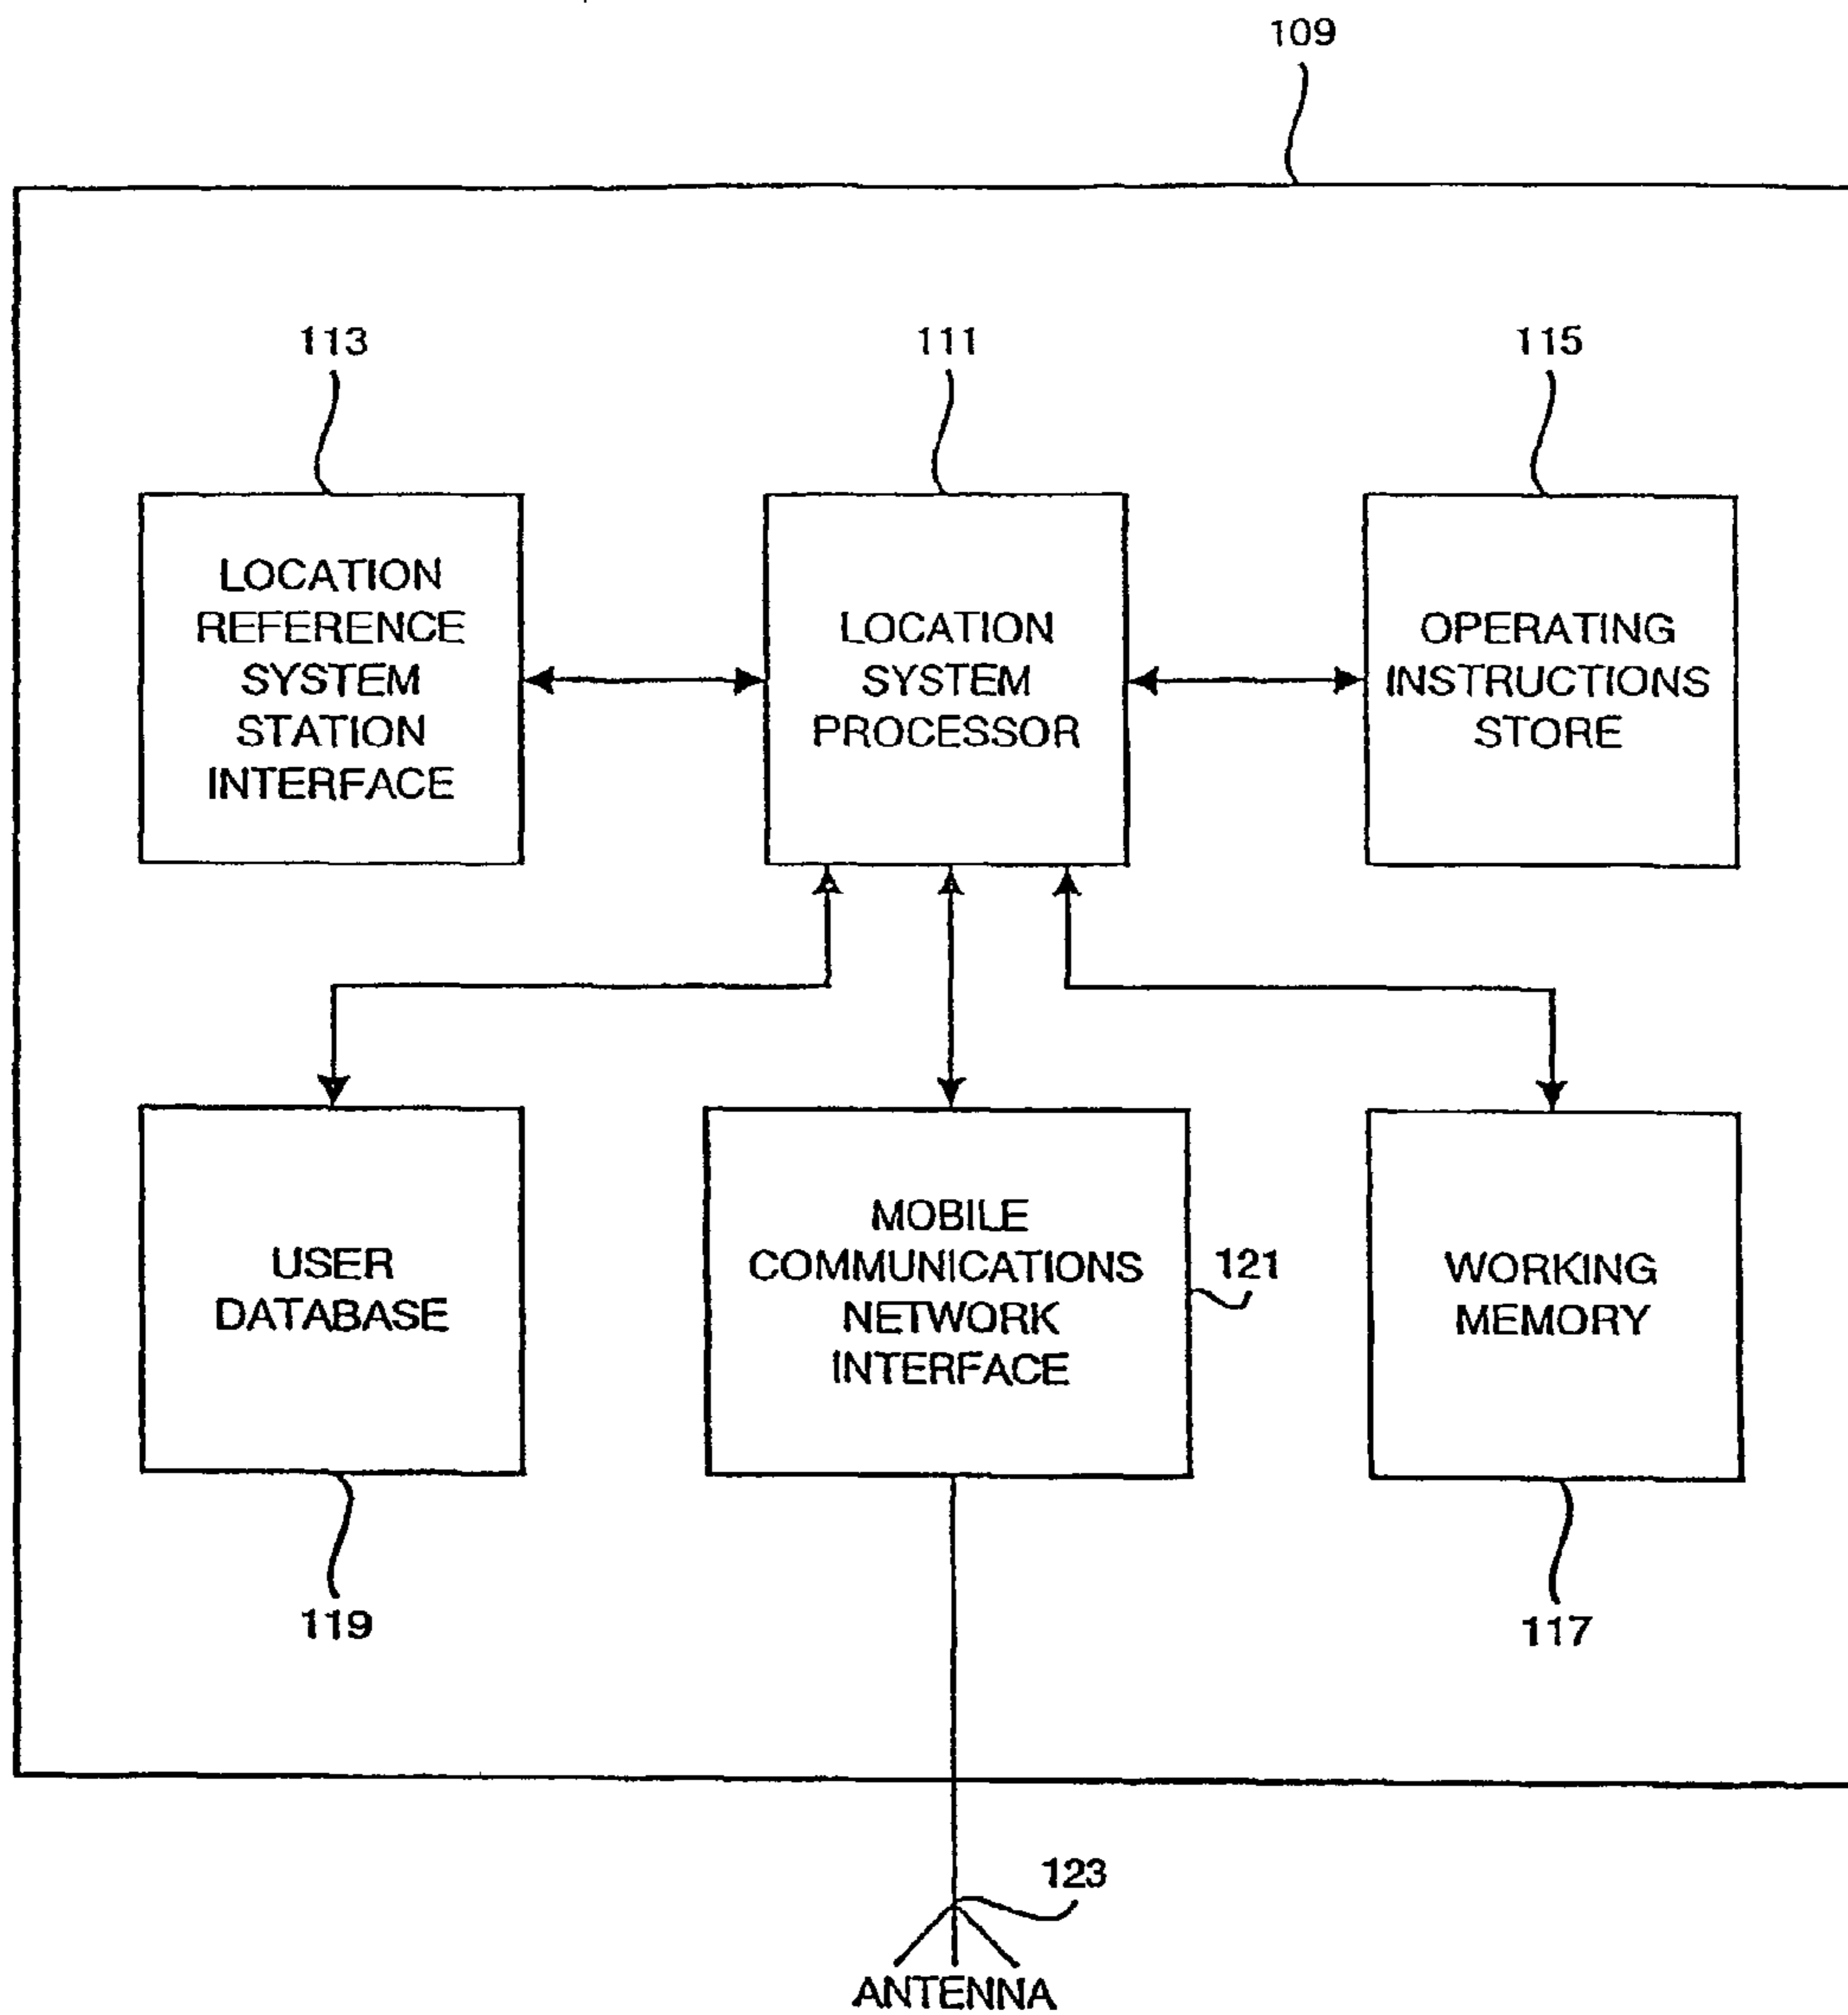 109
113
111
115
LOCATION
REFERENCE
SYSTEM
STATION
INTERFACE
LOCATION
SYSTEM
PROCESSOR
OPERATING
INSTRUCTIONS
STORE
USER
DATABASE
MOBILE
COMMUNICATIONS
NETWORK
INTERFACE
121
WORKING
MEMORY
119
117
123
ANTENNA